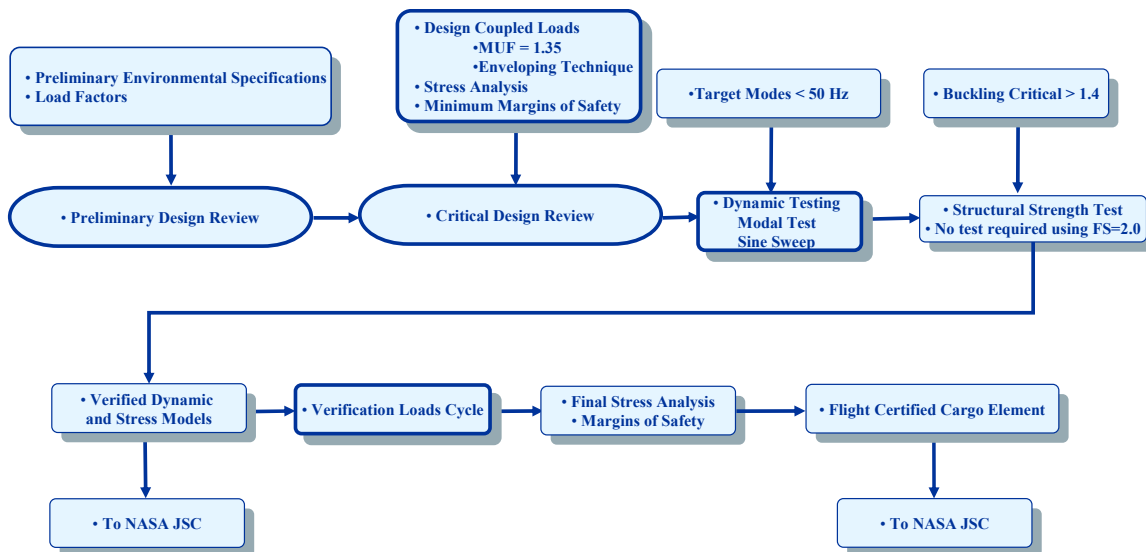 • Preliminary Environmental Specifications
• Load Factors
• Design Coupled Loads
•MUF = 1.35
•Enveloping Technique
• Stress Analysis
• Minimum Margins of Safety
•Target Modes < 50 Hz
• Buckling Critical > 1.4
• Preliminary Design Review
• Critical Design Review
• Dynamic Testing
Modal Test
Sine Sweep
• Structural Strength Test
• No test required using FS=2.0
• Verified Dynamic
and Stress Models
• Verification Loads Cycle
• Final Stress Analysis
• Margins of Safety
• Flight Certified Cargo Element
• To NASA JSC
• To NASA JSC